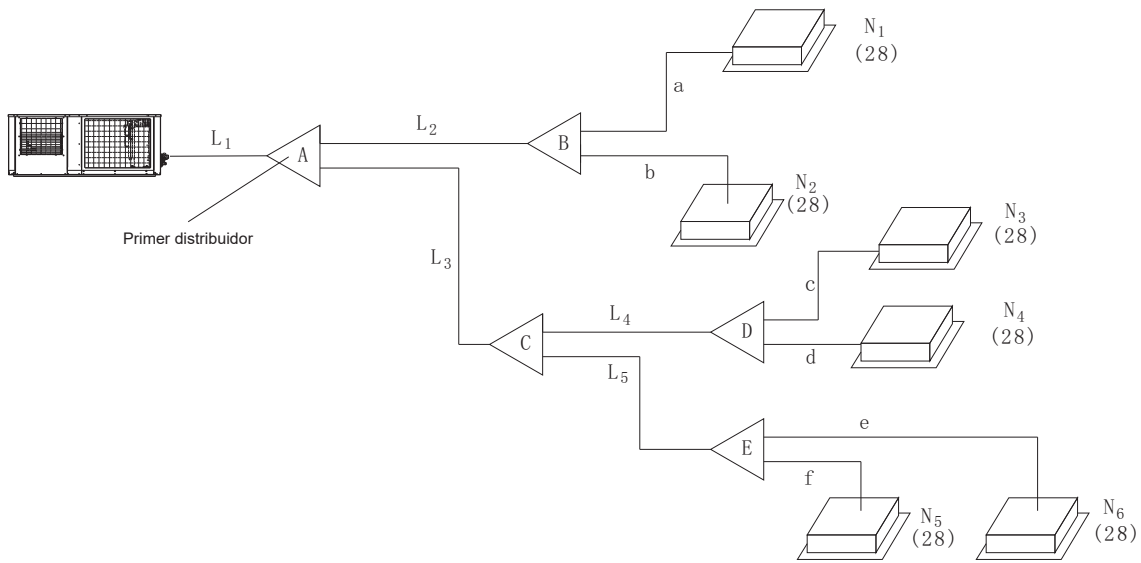 N1
(28)
a
L1
L2
A
B
b
N2
(28)
Primer distribuidor
N3
(28)
L3
c
L4
C
D
d
N4
(28)
L5
E
e
f
N5
(28)
N6
(28)